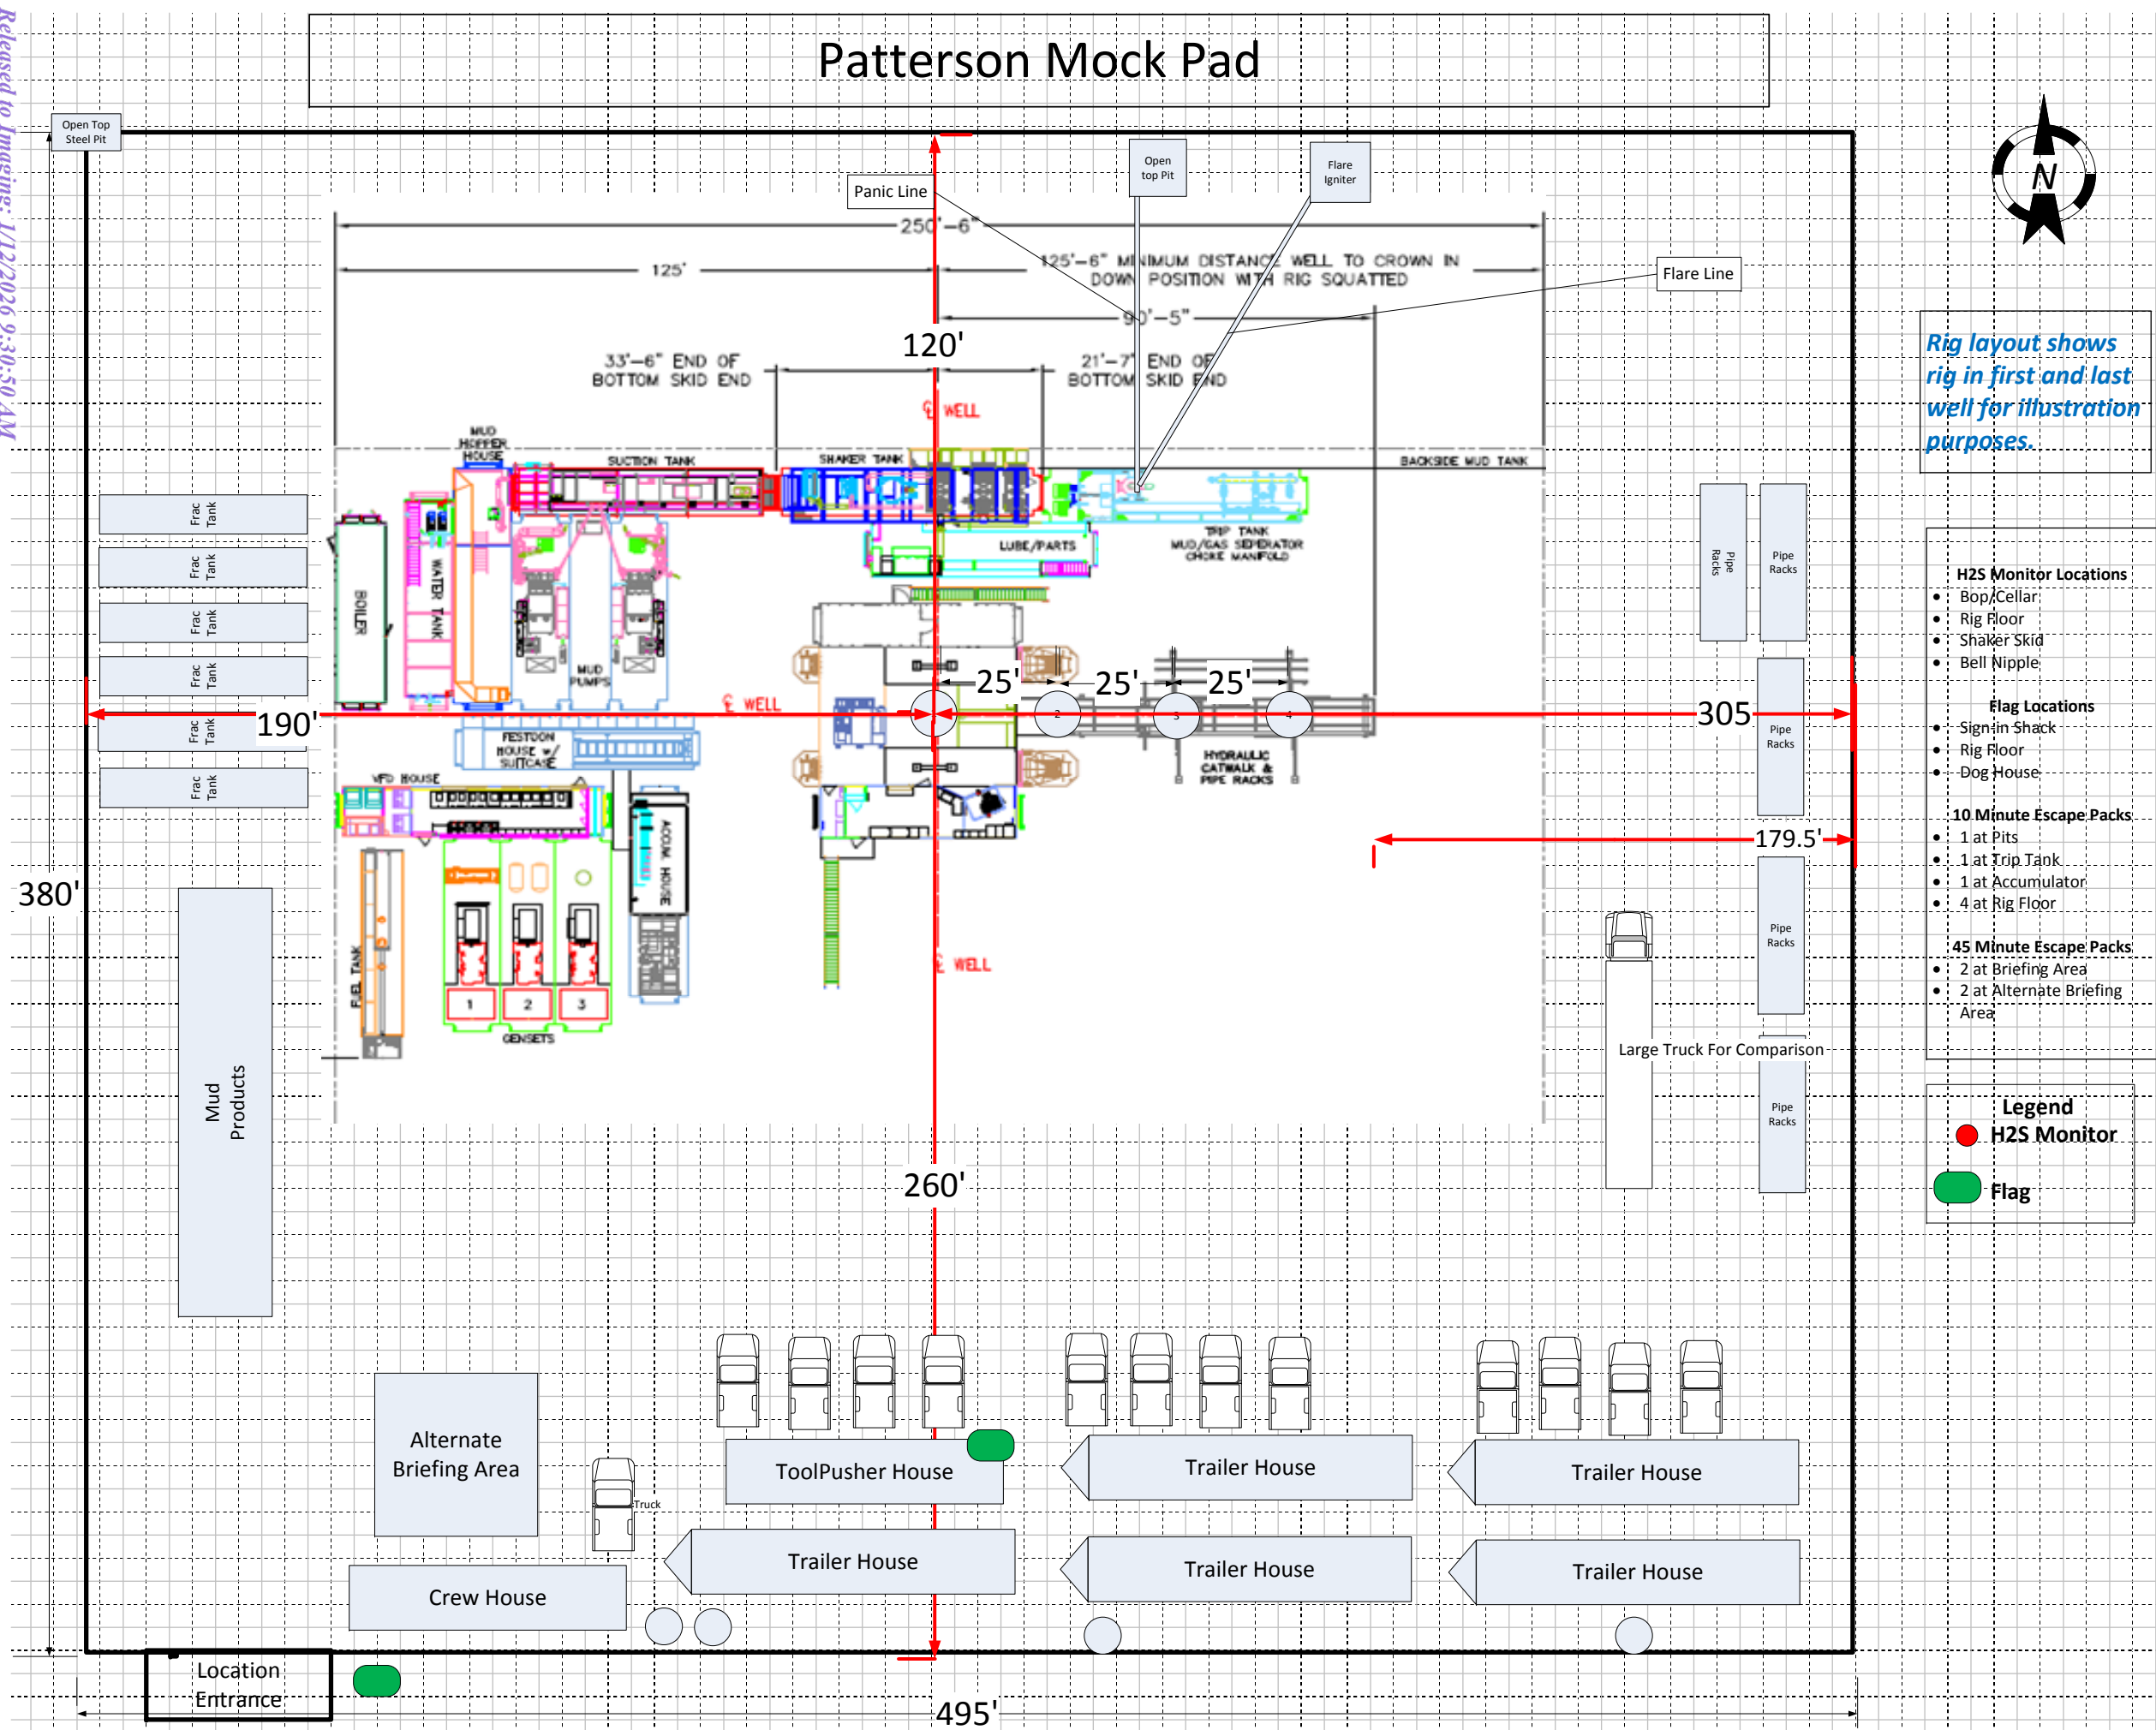 Released to Imaging: 1/12/2026 9:30:50 AM
Patterson Mock Pad
Open Top
Steel Pit
Open
top Pit
Flare
Igniter
Panic Line
N
250'-6"
125'
125'-6" MINIMUM DISTANCE WELL TO CROWN IN
DOWN POSITION WITH RIG SQUATTED
Flare Line
90'-5"
120'
33'-6" END OF
BOTTOM SKID END
21'-7" END OF
BOTTOM SKID END
Rig layout shows
rig in first and last
well for illustration
purposes.
℄ WELL
MUD
HOPPER
HOUSE
SUCTION TANK
SHAKER TANK
BACKSIDE MUD TANK
Frac
Tank
Frac
Tank
Frac
Tank
Frac
Tank
Frac
Tank
Frac
Tank
BOILER
WATER TANK
MUD
PUMPS
LUBE/PARTS
TRIP TANK
MUD/GAS SEPERATOR
CHOKE MANIFOLD
Pipe
Racks
Pipe
Racks
Pipe
Racks
Pipe
Racks
Pipe
Racks
H2S Monitor Locations
• Bop/Cellar
• Rig Floor
• Shaker Skid
• Bell Nipple
Flag Locations
• Sign-in Shack
• Rig Floor
• Dog House
10 Minute Escape Packs
• 1 at Pits
• 1 at Trip Tank
• 1 at Accumulator
• 4 at Rig Floor
45 Minute Escape Packs
• 2 at Briefing Area
• 2 at Alternate Briefing
Area
25'
25'
25'
℄ WELL
190'
2
3
4
305
FESTOON
HOUSE w/
SUITCASE
HYDRAULIC
CATWALK &
PIPE RACKS
VFD HOUSE
ACCUM. HOUSE
179.5'
380'
FUEL TANK
℄ WELL
1
2
3
GENSETS
Large Truck For Comparison
Mud
Products
Legend
H2S Monitor
Flag
260'
Alternate
Briefing Area
Truck
ToolPusher House
Trailer House
Trailer House
Trailer House
Trailer House
Trailer House
Crew House
Location
Entrance
495'